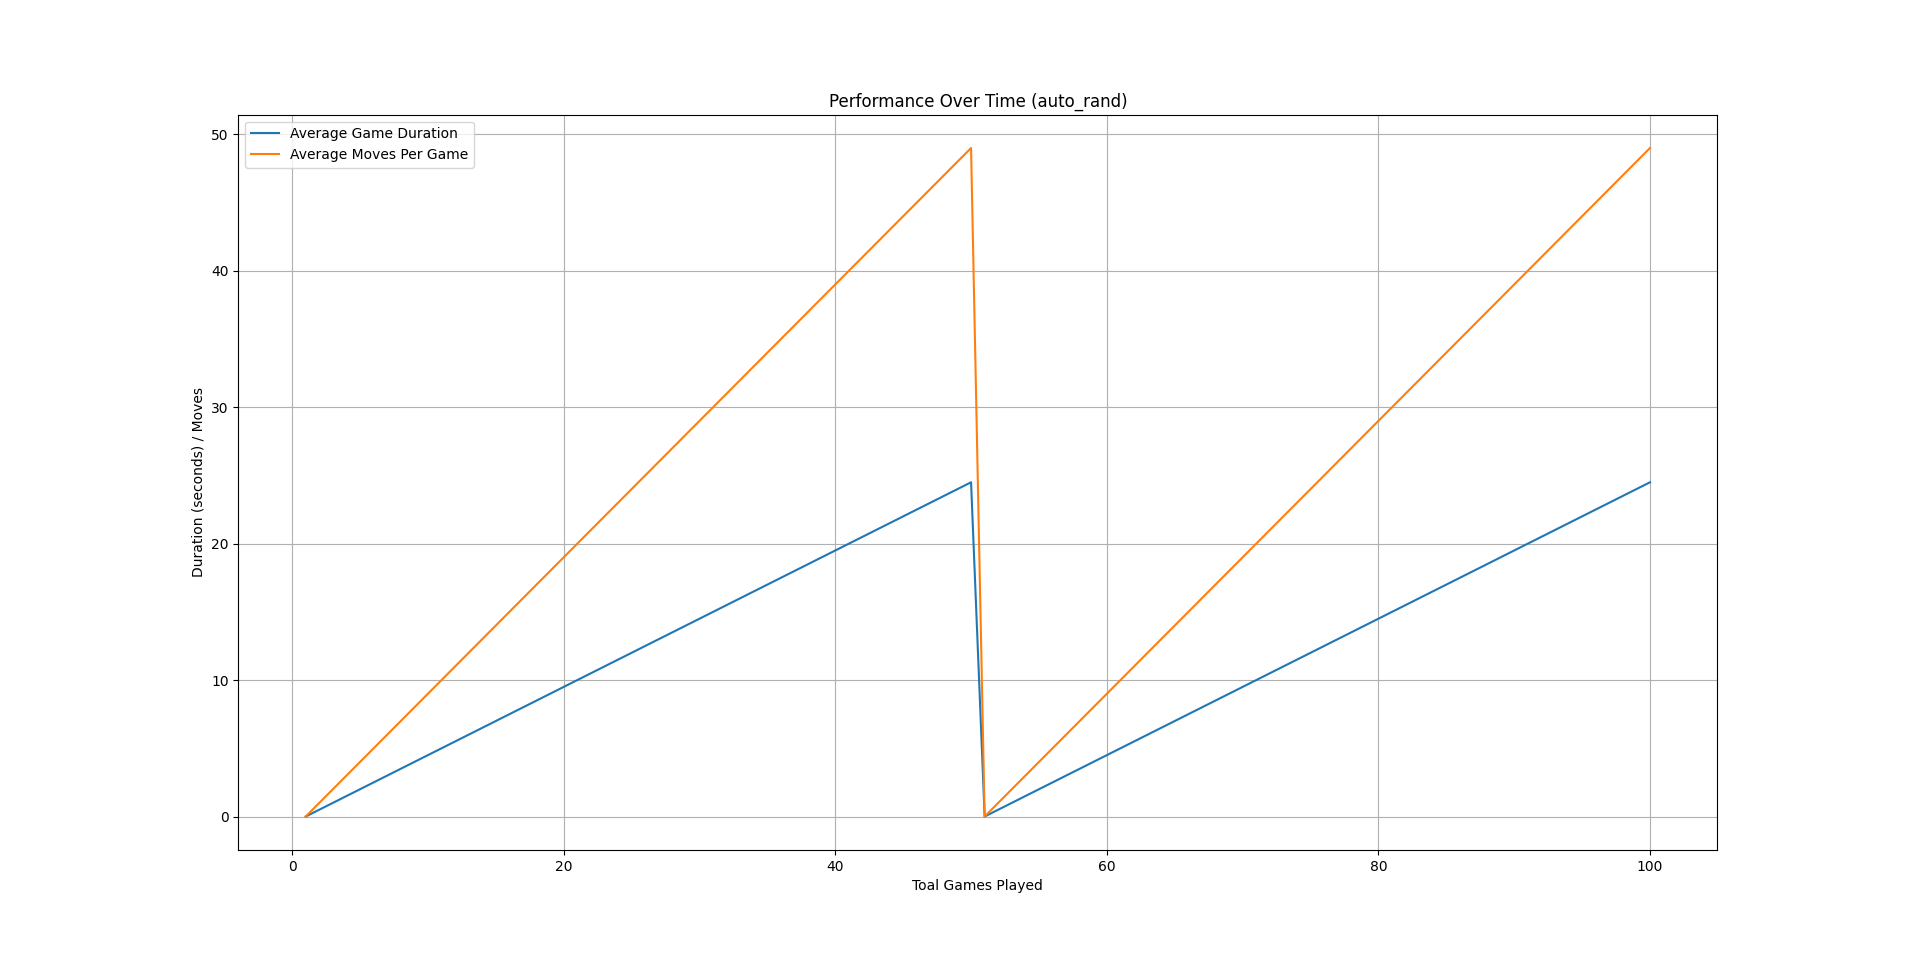 Performance Over Time (auto_rand)
Average Game Duration
Average Moves Per Game
50
40
30
20
10
0
Duration (seconds) / Moves
0 20 40 60 80 100
Toal Games Played